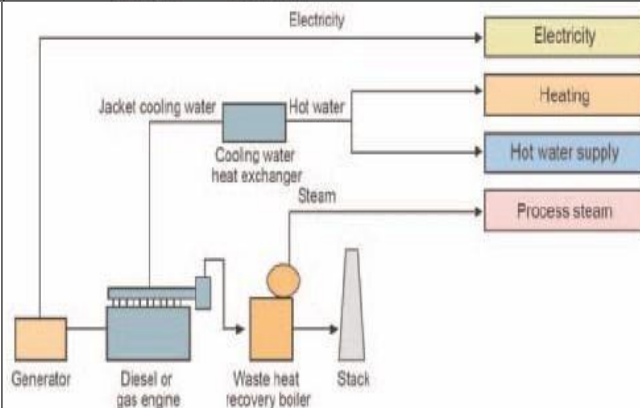 Electricity
Electricity
Heating
Jacket cooling water
Hot water
Cooling water
heat exchanger
Hot water supply
Steam
Process steam
Generator
Diesel or
gas engine
Waste heat
recovery boiler
Stack